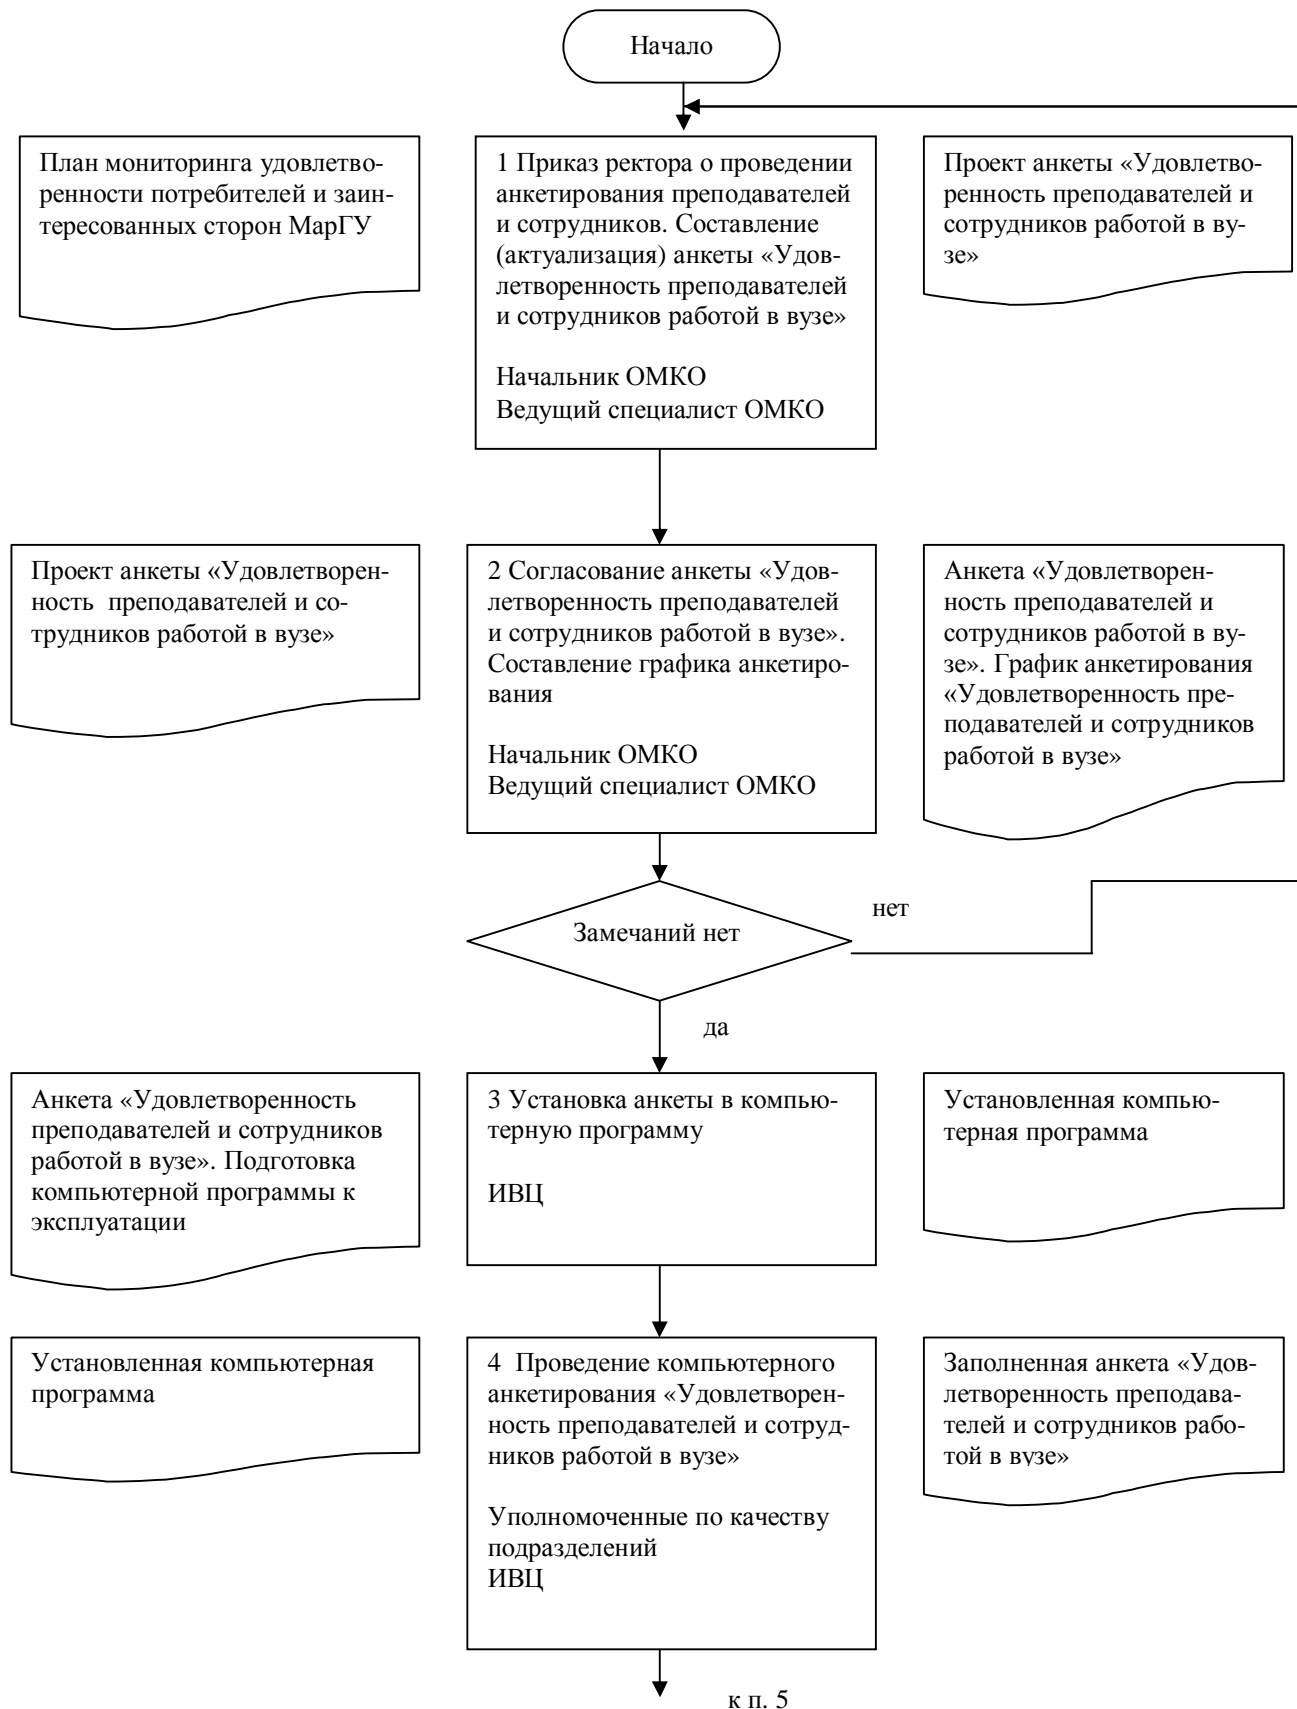 Начало
План мониторинга удовлетво-
ренности потребителей и заин-
тересованных сторон МарГУ
1 Приказ ректора о проведении
анкетирования преподавателей
и сотрудников. Составление
(актуализация) анкеты «Удов-
летворенность преподавателей
и сотрудников работой в вузе»
Начальник ОМКО
Ведущий специалист ОМКО
Проект анкеты «Удовлетво-
ренность преподавателей и
сотрудников работой в ву-
зе»
Проект анкеты «Удовлетворен-
ность преподавателей и со-
трудников работой в вузе»
2 Согласование анкеты «Удов-
летворенность преподавателей
и сотрудников работой в вузе».
Составление графика анкетиро-
вания
Начальник ОМКО
Ведущий специалист ОМКО
Анкета «Удовлетворен-
ность преподавателей и
сотрудников работой в ву-
зе». График анкетирования
«Удовлетворенность пре-
подавателей и сотрудников
работой в вузе»
Замечаний нет
нет
да
Анкета «Удовлетворенность
преподавателей и сотрудников
работой в вузе». Подготовка
компьютерной программы к
эксплуатации
3 Установка анкеты в компью-
терную программу
ИВЦ
Установленная компью-
терная программа
Установленная компьютерная
программа
4 Проведение компьютерного
анкетирования «Удовлетворен-
ность преподавателей и сотруд-
ников работой в вузе»
Уполномоченные по качеству
подразделений
ИВЦ
Заполненная анкета «Удов-
летворенность преподава-
телей и сотрудников рабо-
той в вузе»
к п. 5